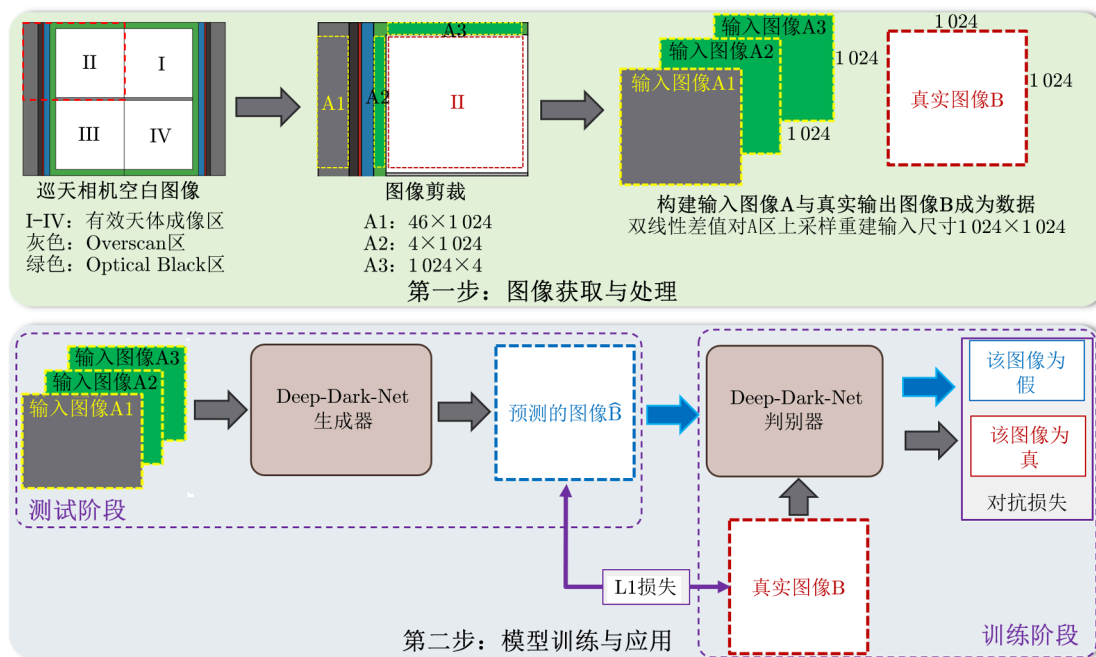 II
I
III
IV
巡天相机空白图像
I–IV：有效天体成像区
灰色：Overscan区
绿色：Optical Black区
A3
A1
A2
II
图像剪裁
A1：46×1 024
A2：4×1 024
A3：1 024×4
输入图像A3
输入图像A2
输入图像A1
1 024
1 024
1 024
1 024
真实图像B
构建输入图像A与真实输出图像B成为数据
双线性差值对A区上采样重建输入尺寸1 024×1 024
第一步：图像获取与处理
输入图像A3
输入图像A2
输入图像A1
测试阶段
Deep-Dark-Net
生成器
预测的图像B̂
Deep-Dark-Net
判别器
该图像为
假
该图像为
真
对抗损失
L1损失
真实图像B
训练阶段
第二步：模型训练与应用